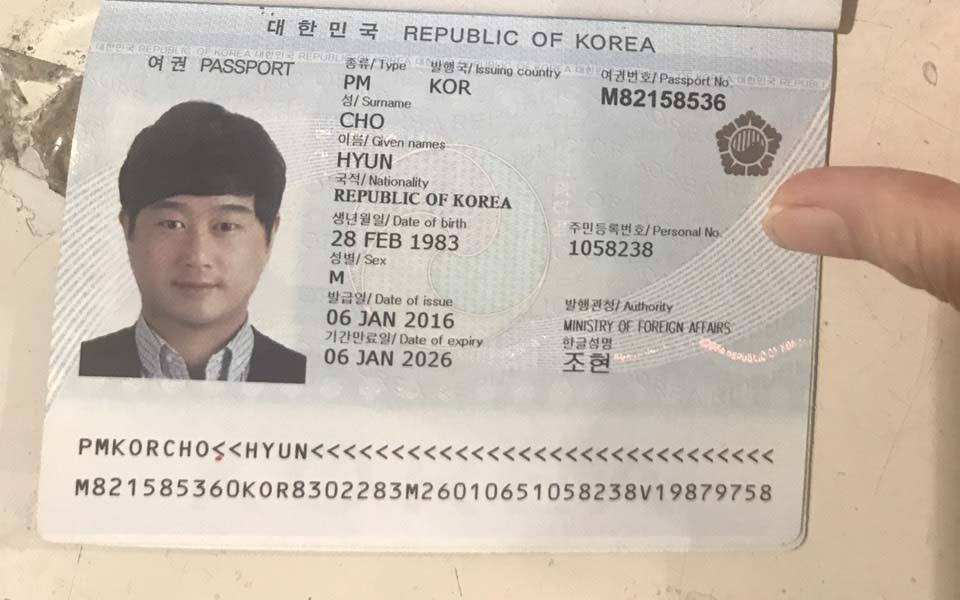 대한민국 REPUBLIC OF KOREA
여권 PASSPORT
종류/ Type 발행국/ Issuing country 여권번호/ Passport No.
PM KOR M82158536
성/ Surname
CHO
이름/ Given names
HYUN
국적/ Nationality
REPUBLIC OF KOREA
생년월일/ Date of birth 주민등록번호/ Personal No.
28 FEB 1983 1058238
성별/ Sex
M
발급일/ Date of issue 발행관청/ Authority
06 JAN 2016 MINISTRY OF FOREIGN AFFAIRS
기간만료일/ Date of expiry 한글성명
06 JAN 2026 조현
PMKORCHO<<HYUN<<<<<<<<<<<<<<<<<<<<<<<<<<<<<<
M821585360KOR8302283M26010651058238V19879758